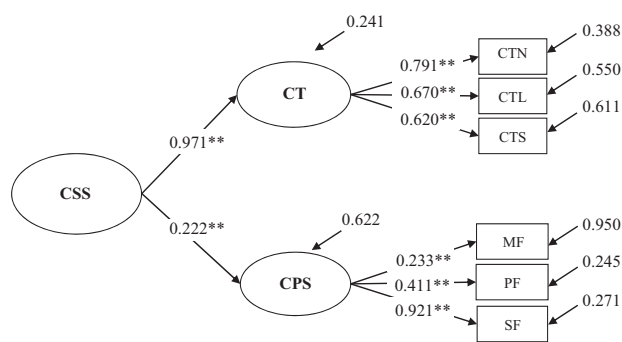 0.241
0.388
CTN
0.791**
0.550
CT
0.670**
CTL
0.611
0.620**
CTS
0.971**
CSS
0.222**
0.622
0.950
MF
0.233**
0.245
CPS
0.411**
PF
0.271
0.921**
SF